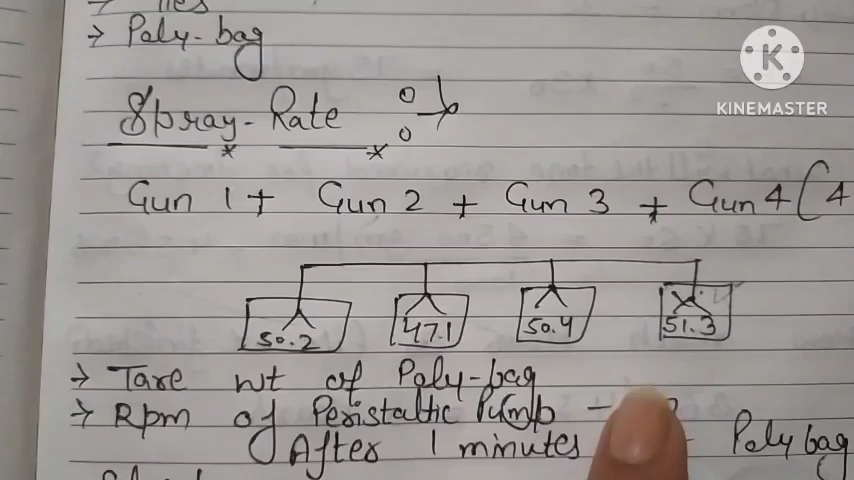 → Ties
→ Poly-bag
KINEMASTER
Spray-Rate
Gun 1 + Gun 2 + Gun 3 + Gun 4 (4
50.2 47.1 50.4 51.3
→ Tare wt of Poly-bag
→ Rpm of Peristaltic Pump -
After 1 minutes Poly bag